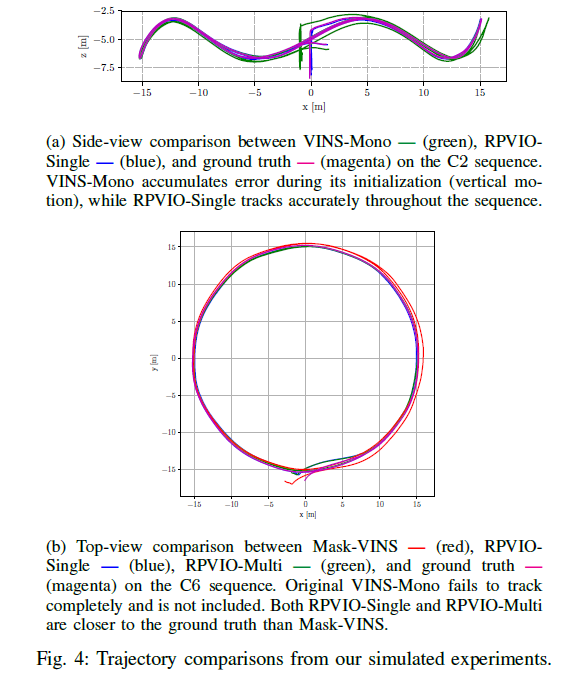 −2.5
−5.0
−7.5
z [m]
−15 −10 −5 0 5 10 15
x [m]
(a) Side-view comparison between VINS-Mono — (green), RPVIO-
Single — (blue), and ground truth — (magenta) on the C2 sequence.
VINS-Mono accumulates error during its initialization (vertical mo-
tion), while RPVIO-Single tracks accurately throughout the sequence.
15
10
5
0
−5
−10
−15
y [m]
−15 −10 −5 0 5 10 15
x [m]
(b) Top-view comparison between Mask-VINS — (red), RPVIO-
Single — (blue), RPVIO-Multi — (green), and ground truth —
(magenta) on the C6 sequence. Original VINS-Mono fails to track
completely and is not included. Both RPVIO-Single and RPVIO-Multi
are closer to the ground truth than Mask-VINS.
Fig. 4: Trajectory comparisons from our simulated experiments.